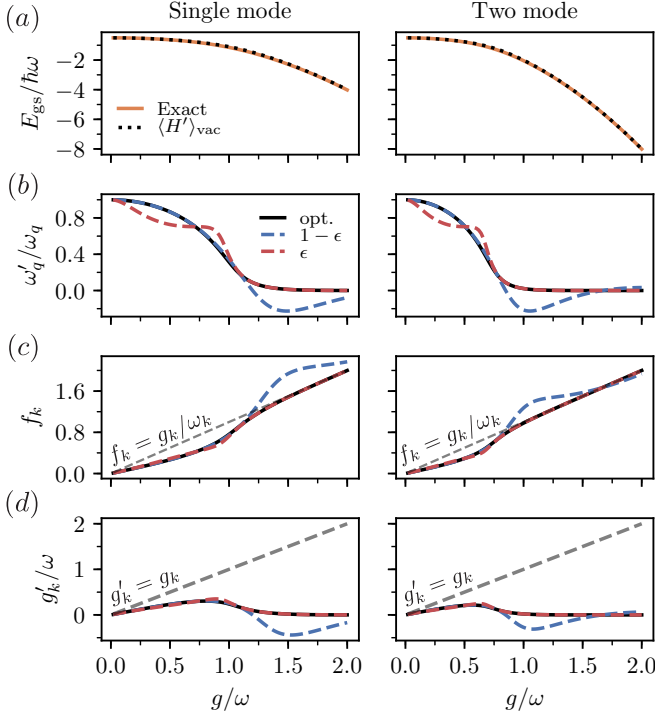 Single mode
Two mode
(a)
E_gs/ħω
−2
−4
−6
−8
Exact
⟨H′⟩_vac
(b)
ω′_q/ω_q
0.8
0.4
0.0
opt.
1 − ϵ
ϵ
(c)
f_k
1.6
0.8
0.0
f_k = g_k/ω_k
f_k = g_k/ω_k
(d)
g′_k/ω
2
1
0
g′_k = g_k
g′_k = g_k
0.0 0.5 1.0 1.5 2.0
0.0 0.5 1.0 1.5 2.0
g/ω
g/ω